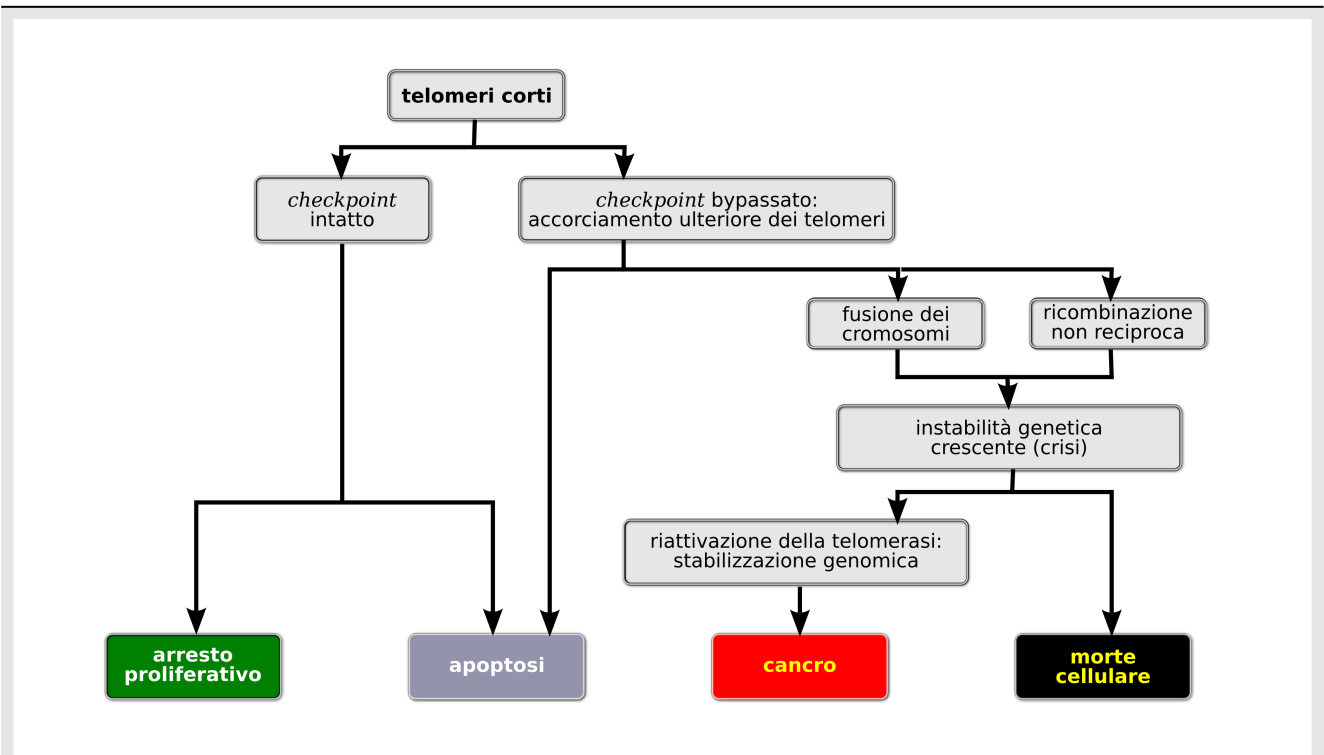 telomeri corti
checkpoint
intatto
checkpoint bypassato:
accorciamento ulteriore dei telomeri
fusione dei
cromosomi
ricombinazione
non reciproca
instabilità genetica
crescente (crisi)
riattivazione della telomerasi:
stabilizzazione genomica
arresto
proliferativo
apoptosi
cancro
morte
cellulare